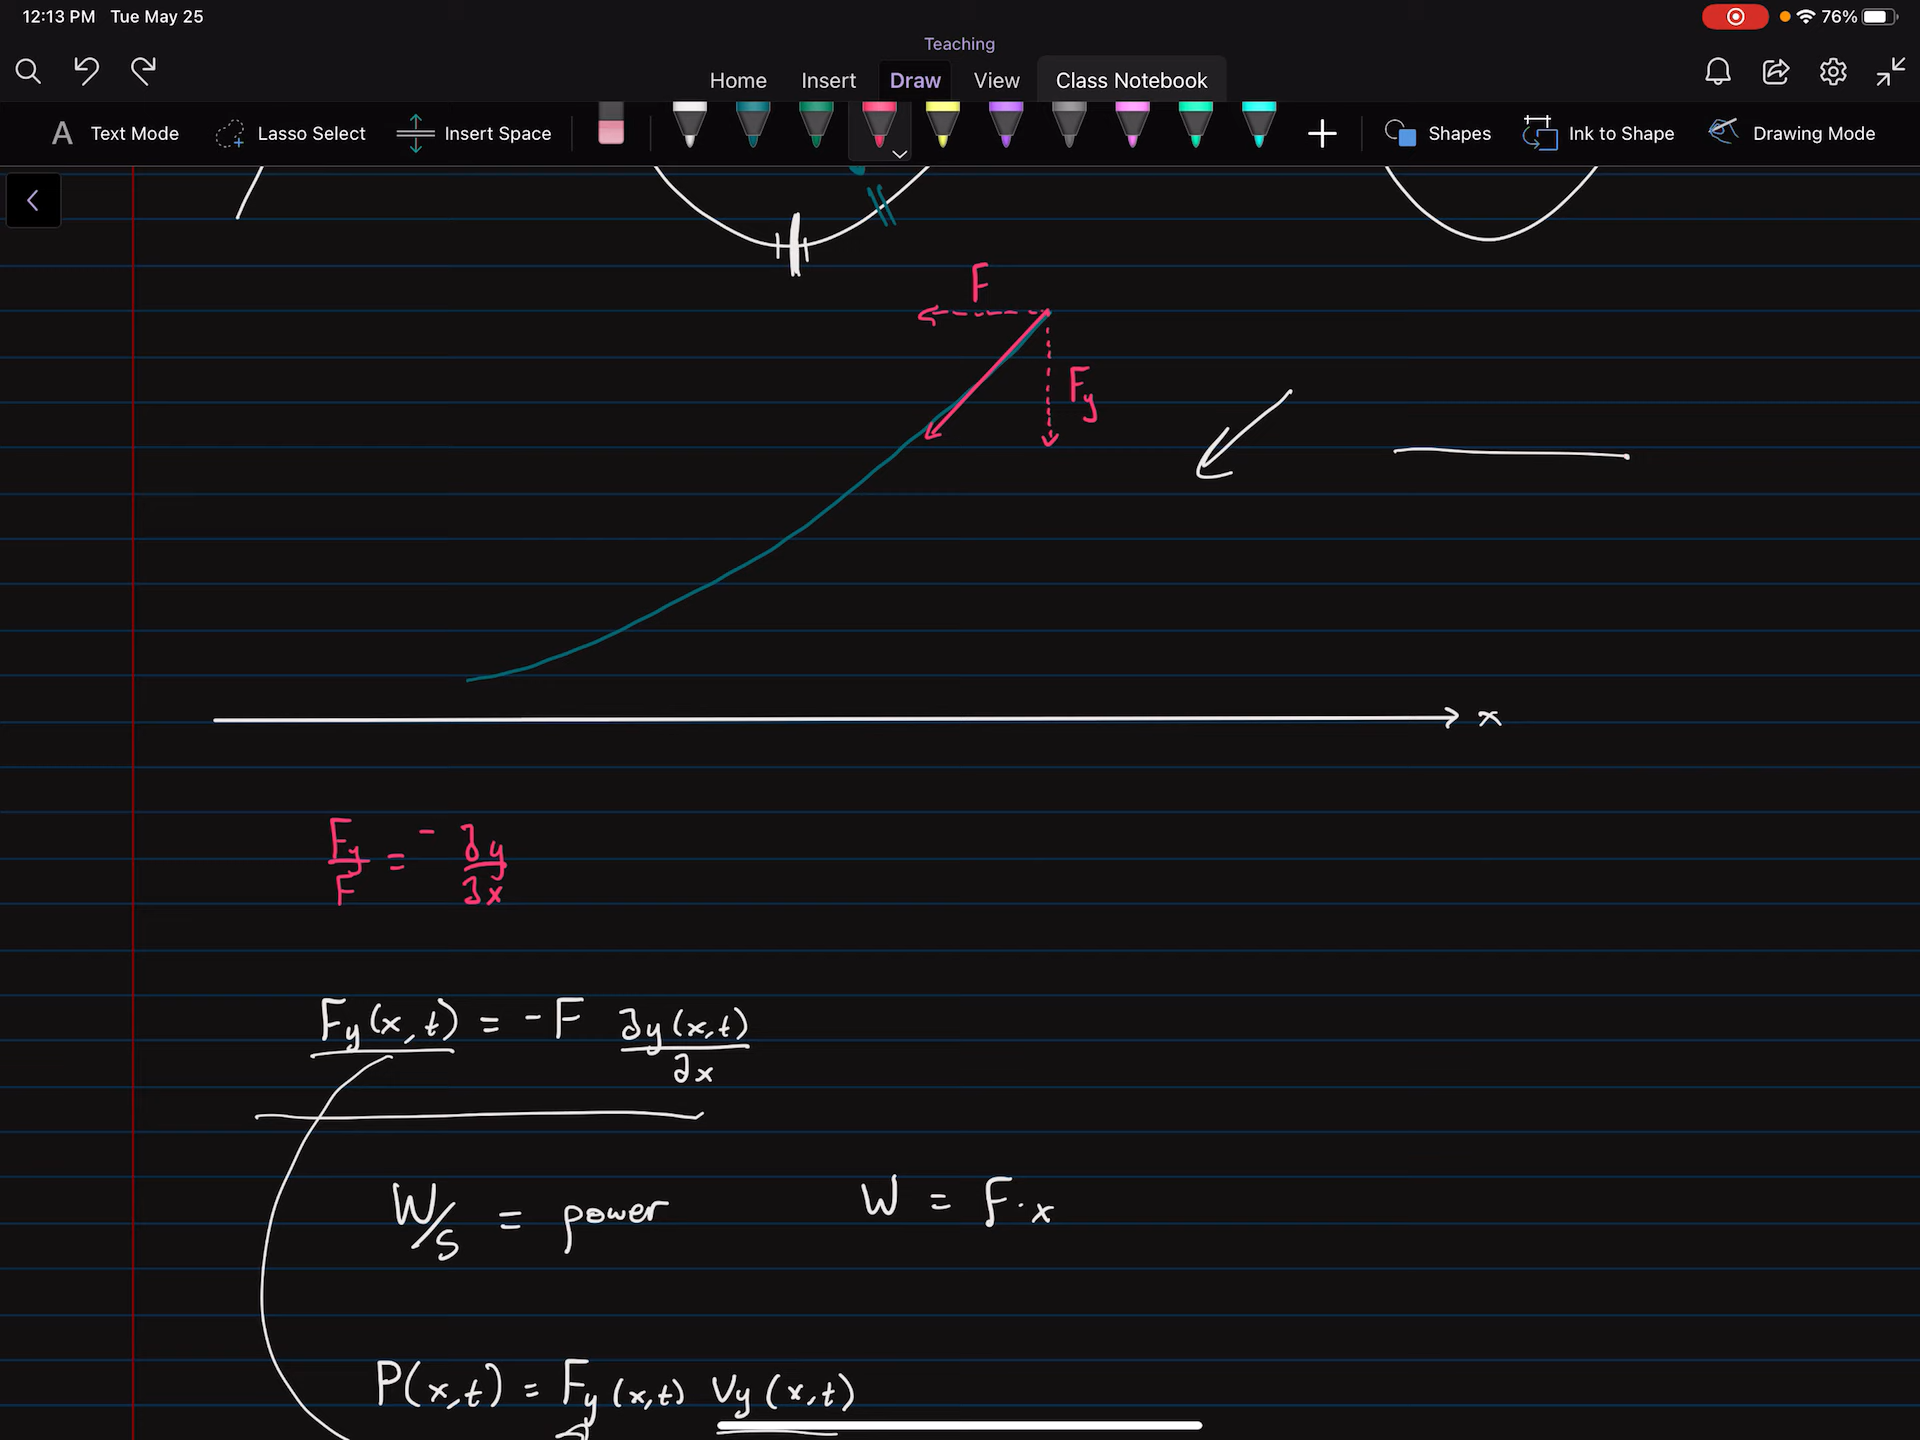 12:13 PM Tue May 25 76%
Teaching
Home Insert Draw View Class Notebook
A Text Mode Lasso Select Insert Space Shapes Ink to Shape Drawing Mode
F
Fy
x
Fy/F = - ∂y/∂x
Fy(x,t) = -F ∂y(x,t)/∂x
W/s = power W = F·x
P(x,t) = Fy(x,t) Vy(x,t)